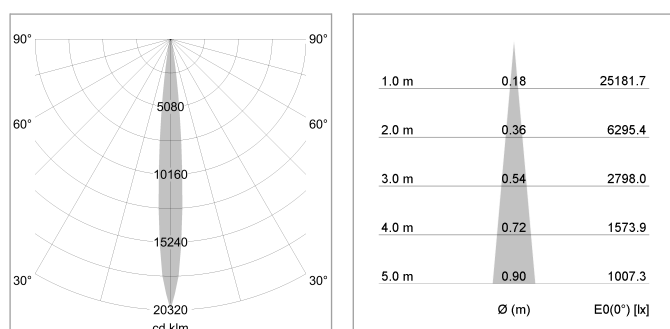 90° 90°
5080
60° 60°
10160
15240
30° 30°
20320
cd klm
1.0 m 0.18 25181.7
2.0 m 0.36 6295.4
3.0 m 0.54 2798.0
4.0 m 0.72 1573.9
5.0 m 0.90 1007.3
Ø (m) E0(0°) [lx]